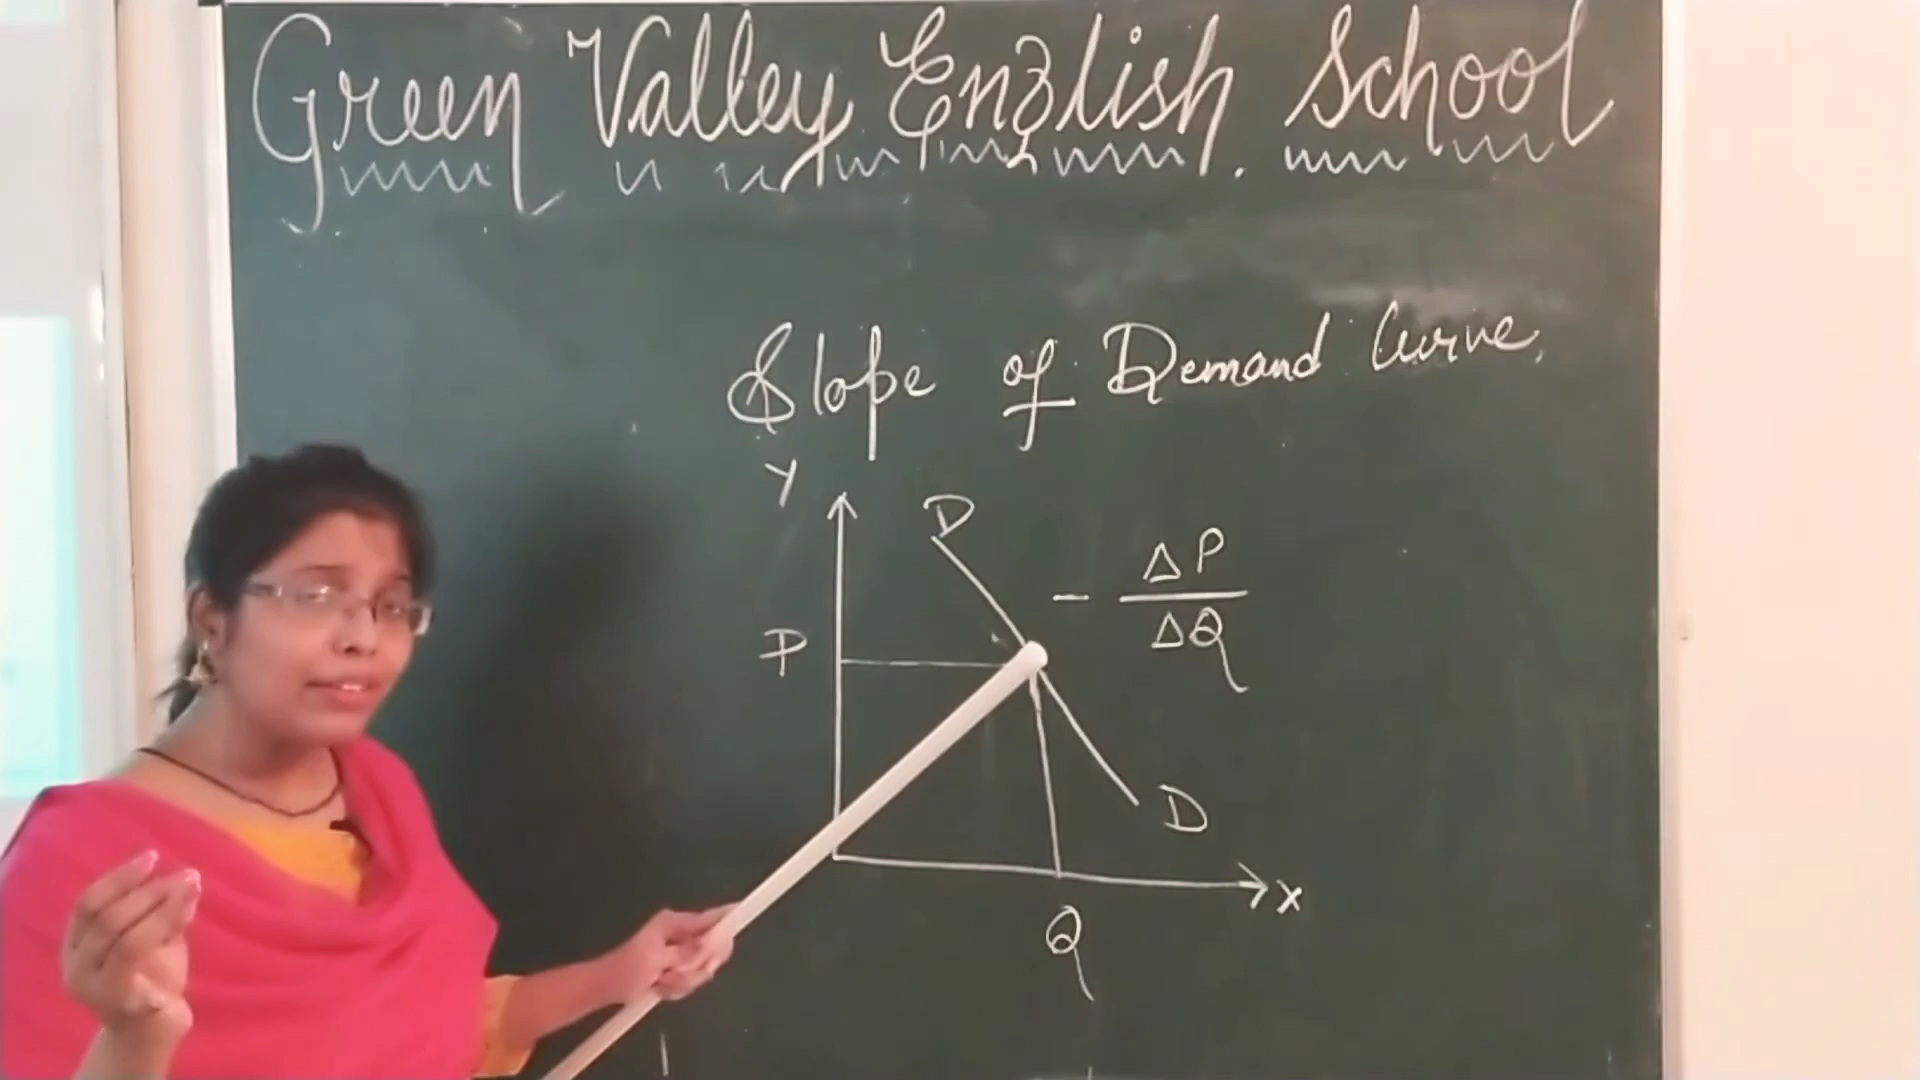 Green Valley English School
Slope of Demand Curve
Y
D
- ΔP
ΔQ
P
D
X
Q